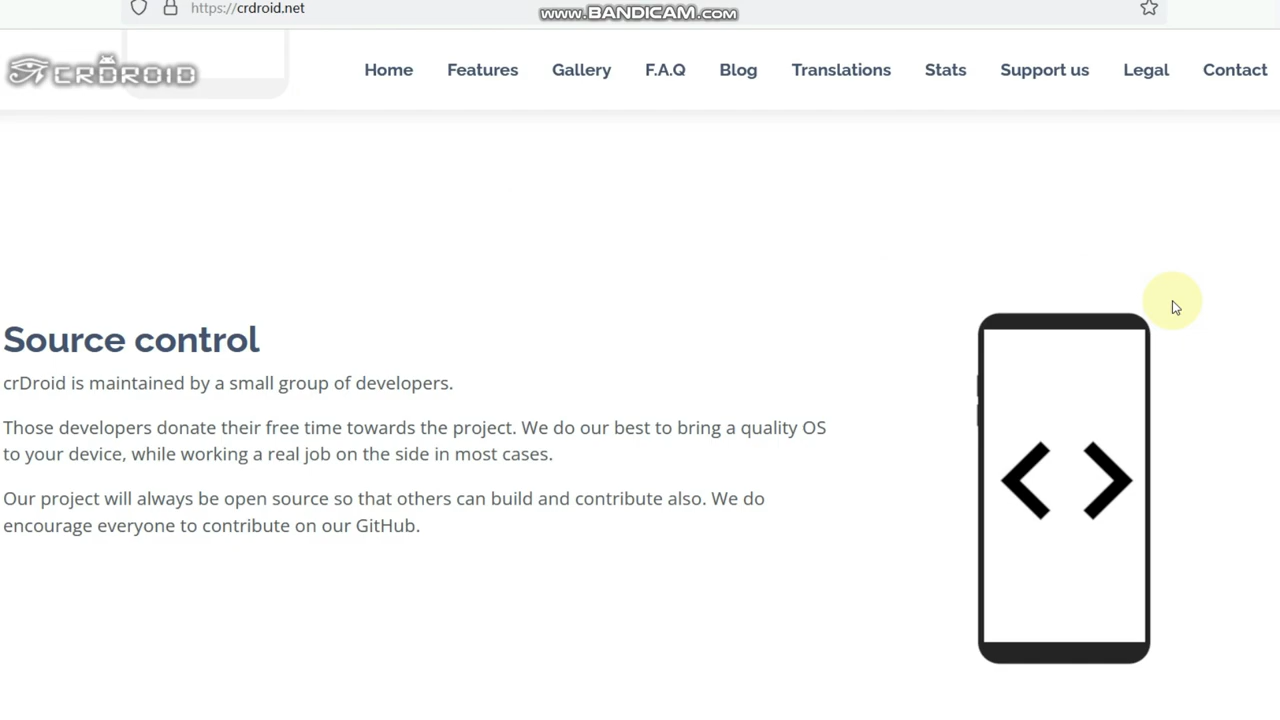 https://crdroid.net
www.BANDICAM.com
CRDROID
Home Features Gallery F.A.Q Blog Translations Stats Support us Legal Contact
Source control
crDroid is maintained by a small group of developers.
Those developers donate their free time towards the project. We do our best to bring a quality OS
to your device, while working a real job on the side in most cases.
Our project will always be open source so that others can build and contribute also. We do
encourage everyone to contribute on our GitHub.